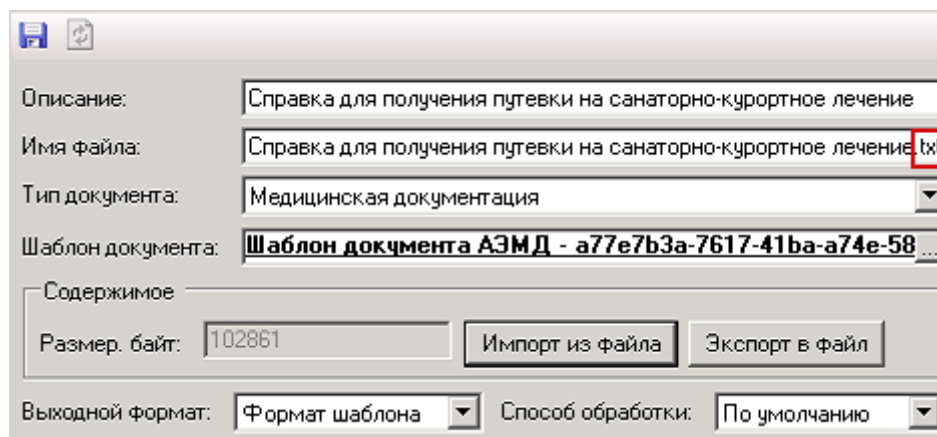 Описание: Справка для получения путевки на санаторно-курортное лечение
Имя файла: Справка для получения путевки на санаторно-курортное лечение.txt
Тип документа: Медицинская документация
Шаблон документа: Шаблон документа АЭМД - a77e7b3a-7617-41ba-a74e-58 ...
Содержимое
Размер. байт: 102861 Импорт из файла Экспорт в файл
Выходной формат: Формат шаблона Способ обработки: По умолчанию